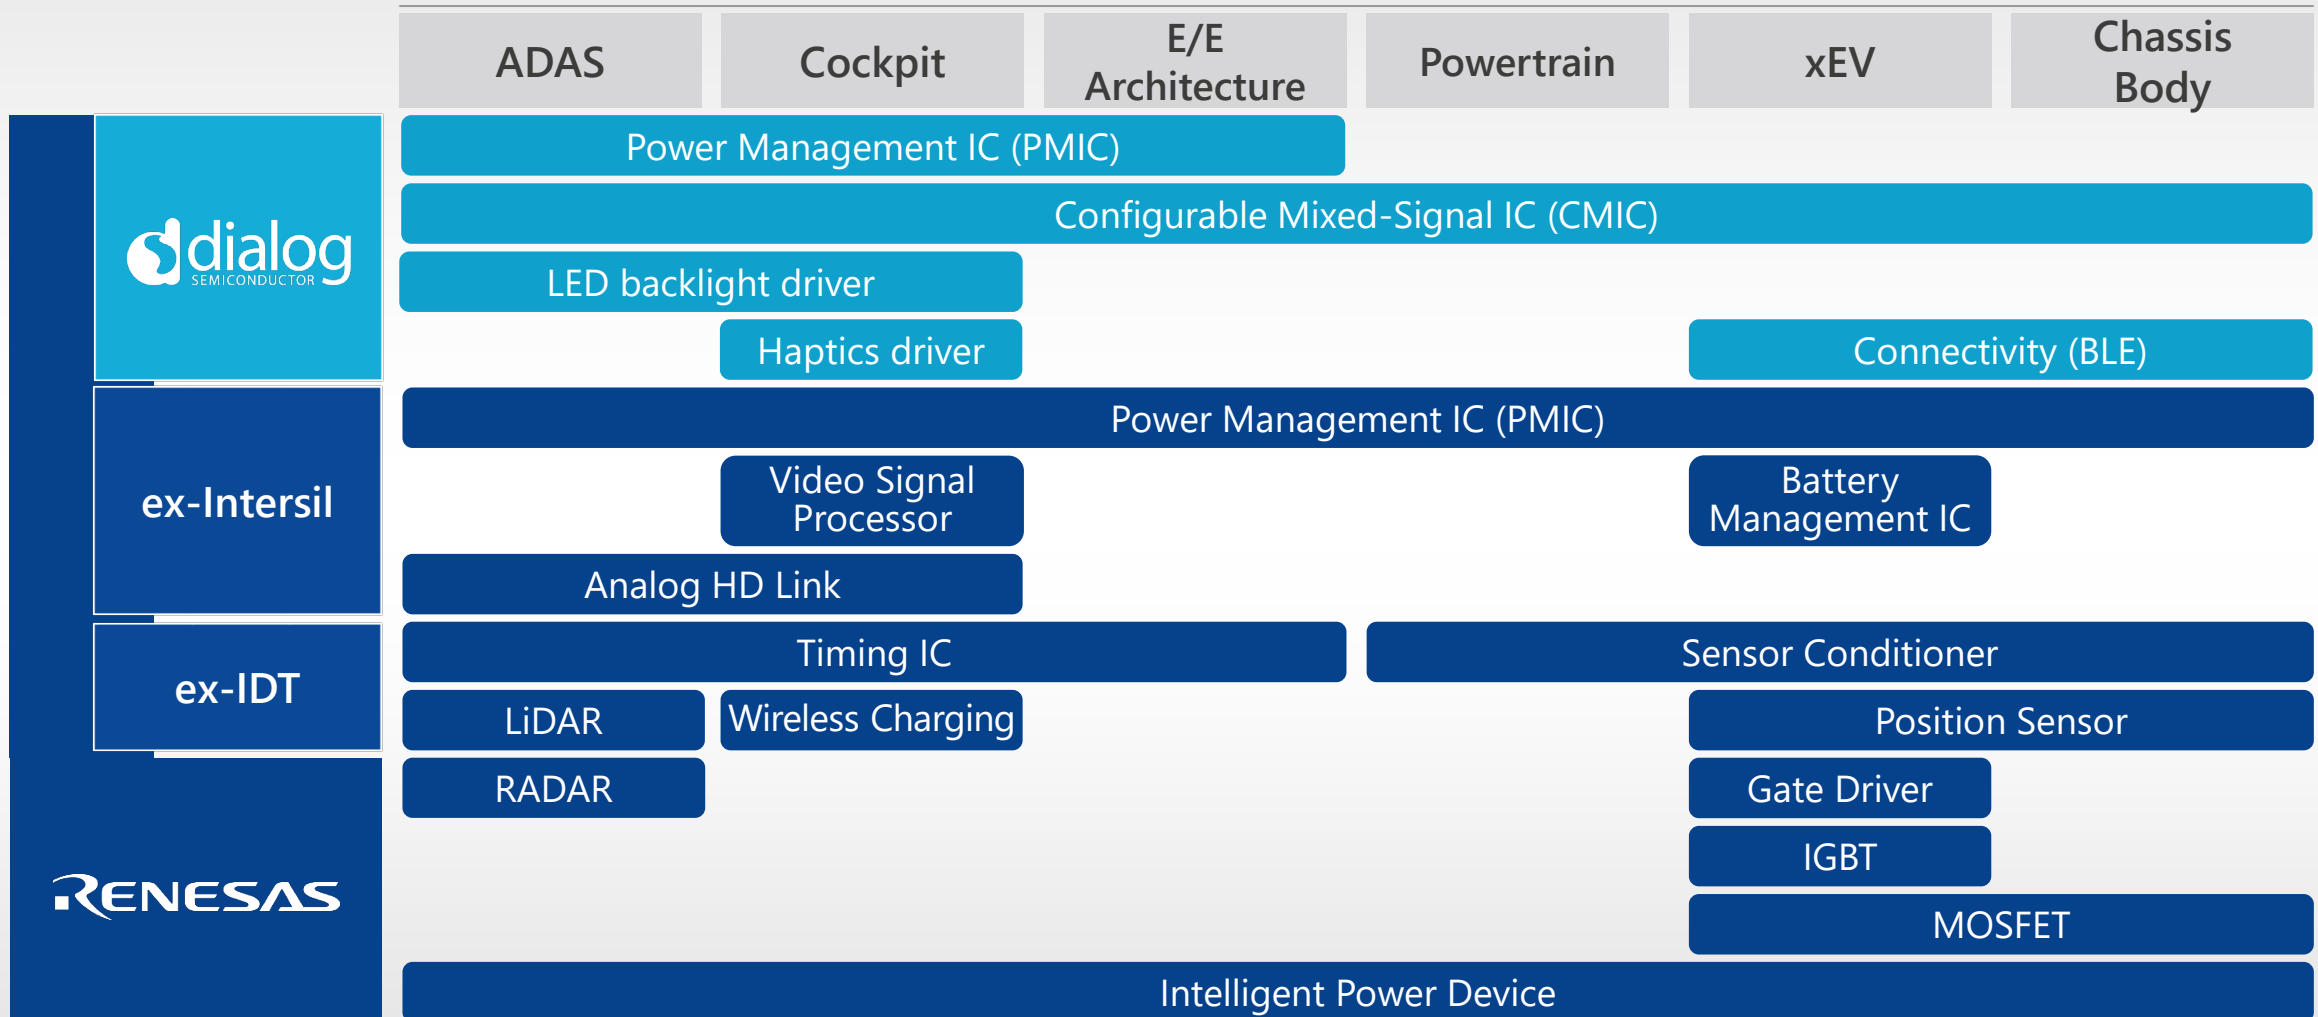 ADAS
Cockpit
E/E
Architecture
Powertrain
xEV
Chassis
Body
dialog
SEMICONDUCTOR
Power Management IC (PMIC)
Configurable Mixed-Signal IC (CMIC)
LED backlight driver
Haptics driver
Connectivity (BLE)
ex-Intersil
Power Management IC (PMIC)
Video Signal
Processor
Battery
Management IC
Analog HD Link
ex-IDT
Timing IC
Sensor Conditioner
LiDAR
Wireless Charging
Position Sensor
RENESAS
RADAR
Gate Driver
IGBT
MOSFET
Intelligent Power Device